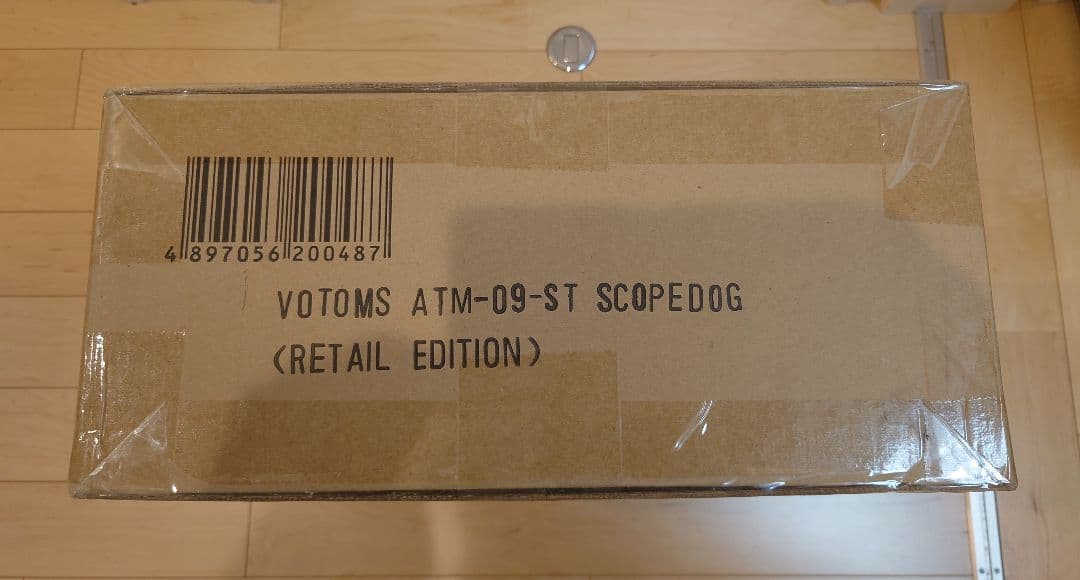 4 897056 200487
VOTOMS ATM-09-ST SCOPEDOG
(RETAIL EDITION)